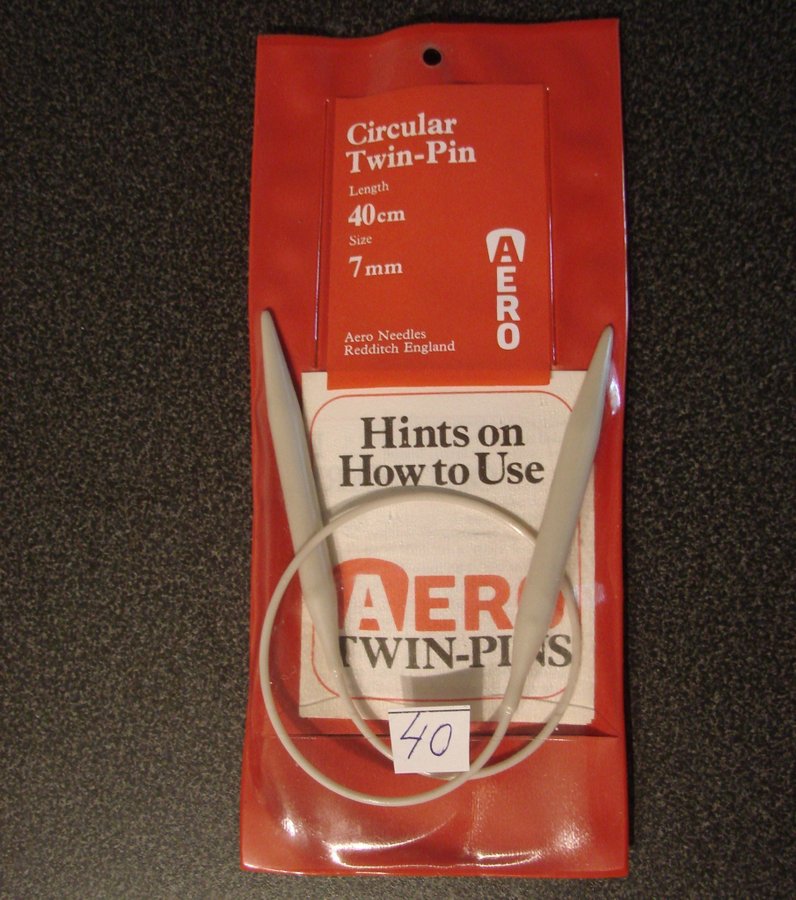 Circular
Twin-Pin
Length
40cm
Size
7mm
AERO
Aero Needles
Redditch England
Hints on
How to Use
AERO
TWIN-PINS
40